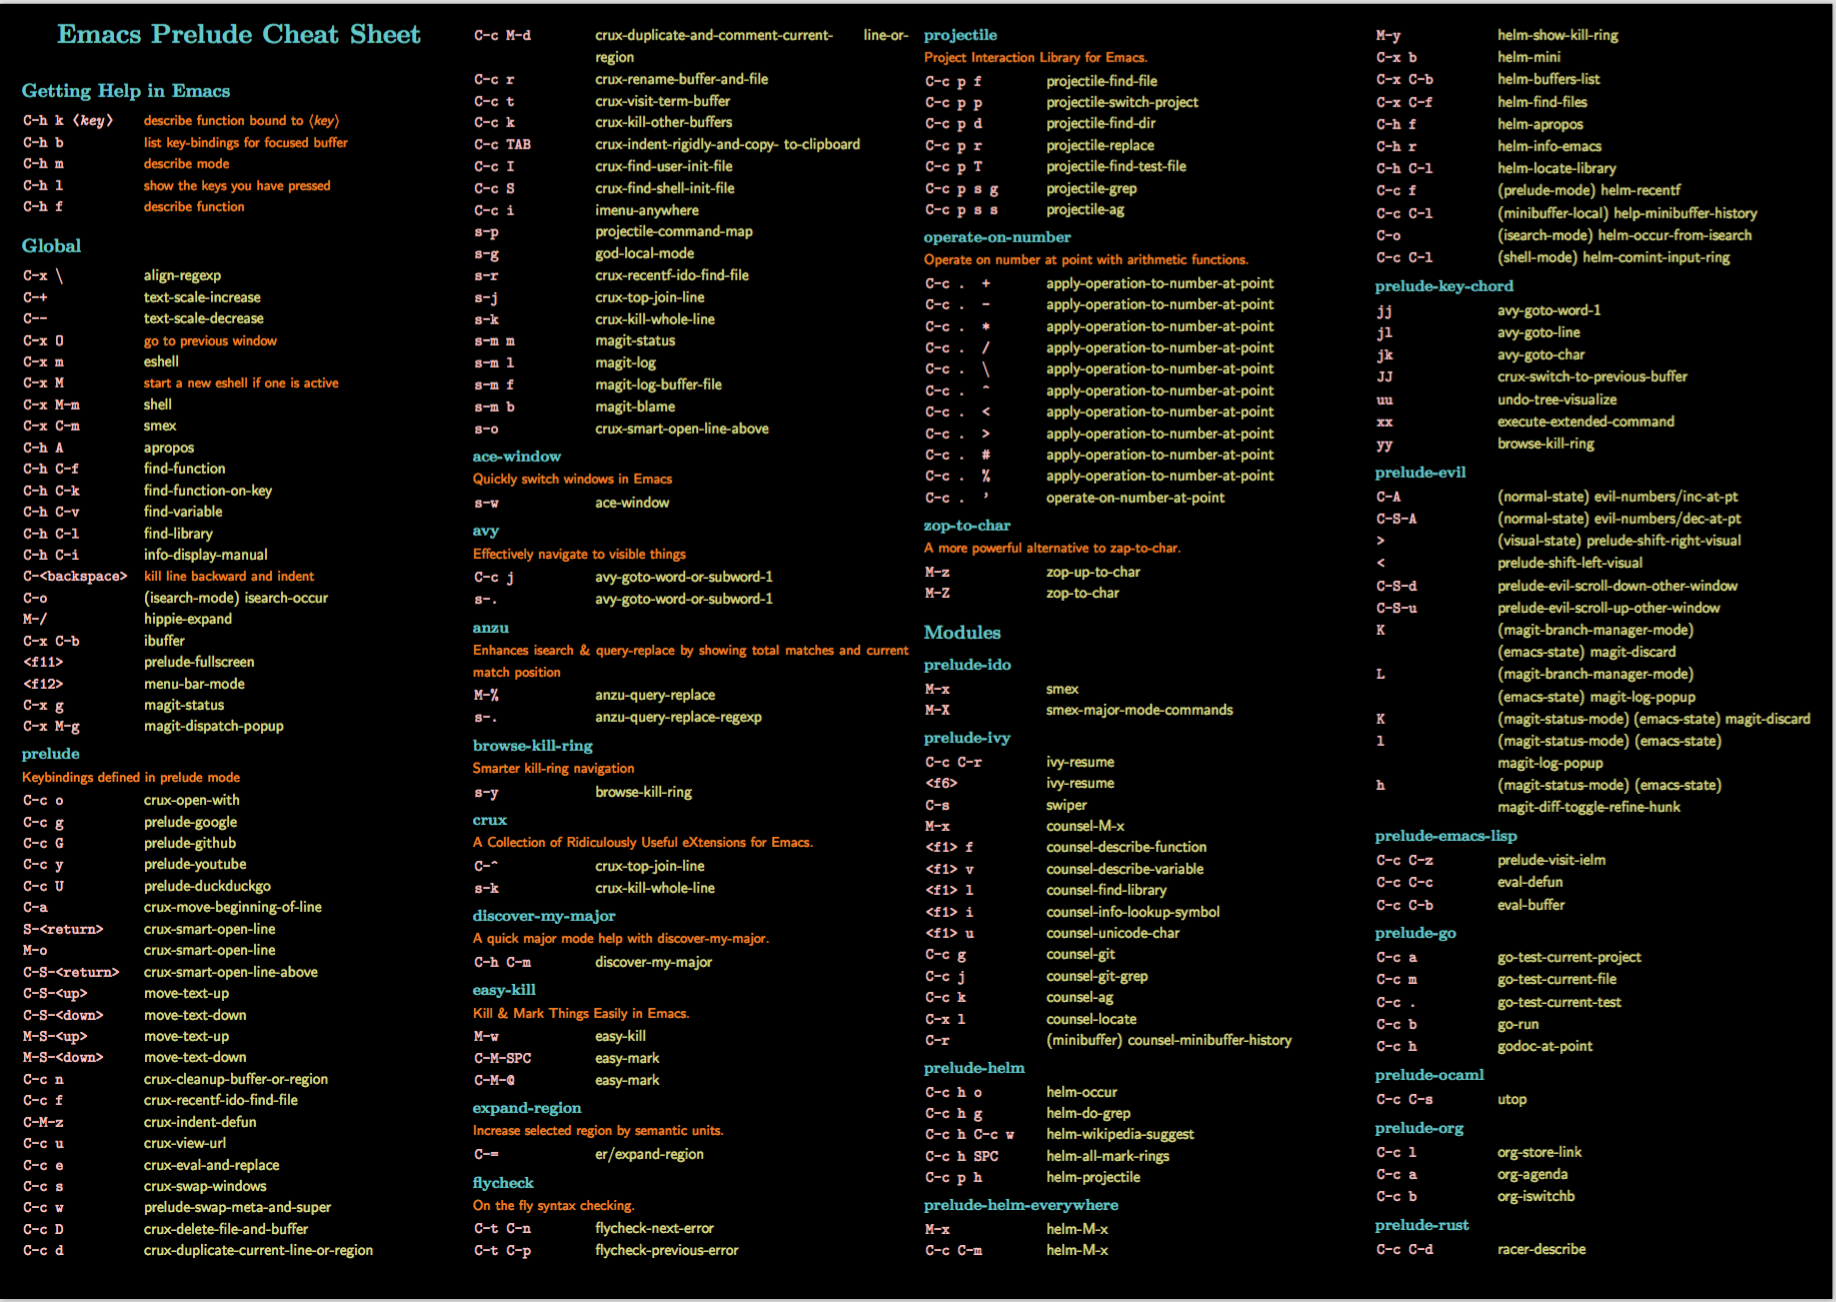 Emacs Prelude Cheat Sheet
Getting Help in Emacs
C-h k ⟨key⟩ describe function bound to ⟨key⟩
C-h b list key-bindings for focused buffer
C-h m describe mode
C-h l show the keys you have pressed
C-h f describe function
Global
C-x \ align-regexp
C-+ text-scale-increase
C-- text-scale-decrease
C-x O go to previous window
C-x m eshell
C-x M start a new eshell if one is active
C-x M-m shell
C-x C-m smex
C-h A apropos
C-h C-f find-function
C-h C-k find-function-on-key
C-h C-v find-variable
C-h C-l find-library
C-h C-i info-display-manual
C-<backspace> kill line backward and indent
C-o (isearch-mode) isearch-occur
M-/ hippie-expand
C-x C-b ibuffer
<f11> prelude-fullscreen
<f12> menu-bar-mode
C-x g magit-status
C-x M-g magit-dispatch-popup
prelude
Keybindings defined in prelude mode
C-c o crux-open-with
C-c g prelude-google
C-c G prelude-github
C-c y prelude-youtube
C-c U prelude-duckduckgo
C-a crux-move-beginning-of-line
S-<return> crux-smart-open-line
M-o crux-smart-open-line
C-S-<return> crux-smart-open-line-above
C-S-<up> move-text-up
C-S-<down> move-text-down
M-S-<up> move-text-up
M-S-<down> move-text-down
C-c n crux-cleanup-buffer-or-region
C-c f crux-recentf-ido-find-file
C-M-z crux-indent-defun
C-c u crux-view-url
C-c e crux-eval-and-replace
C-c s crux-swap-windows
C-c w prelude-swap-meta-and-super
C-c D crux-delete-file-and-buffer
C-c d crux-duplicate-current-line-or-region
C-c M-d crux-duplicate-and-comment-current- line-or-
region
C-c r crux-rename-buffer-and-file
C-c t crux-visit-term-buffer
C-c k crux-kill-other-buffers
C-c TAB crux-indent-rigidly-and-copy- to-clipboard
C-c I crux-find-user-init-file
C-c S crux-find-shell-init-file
C-c i imenu-anywhere
s-p projectile-command-map
s-g god-local-mode
s-r crux-recentf-ido-find-file
s-j crux-top-join-line
s-k crux-kill-whole-line
s-m m magit-status
s-m l magit-log
s-m f magit-log-buffer-file
s-m b magit-blame
s-o crux-smart-open-line-above
ace-window
Quickly switch windows in Emacs
s-w ace-window
avy
Effectively navigate to visible things
C-c j avy-goto-word-or-subword-1
s-. avy-goto-word-or-subword-1
anzu
Enhances isearch & query-replace by showing total matches and current
match position
M-% anzu-query-replace
s-. anzu-query-replace-regexp
browse-kill-ring
Smarter kill-ring navigation
s-y browse-kill-ring
crux
A Collection of Ridiculously Useful eXtensions for Emacs.
C-^ crux-top-join-line
s-k crux-kill-whole-line
discover-my-major
A quick major mode help with discover-my-major.
C-h C-m discover-my-major
easy-kill
Kill & Mark Things Easily in Emacs.
M-w easy-kill
C-M-SPC easy-mark
C-M-@ easy-mark
expand-region
Increase selected region by semantic units.
C-= er/expand-region
flycheck
On the fly syntax checking.
C-t C-n flycheck-next-error
C-t C-p flycheck-previous-error
projectile
Project Interaction Library for Emacs.
C-c p f projectile-find-file
C-c p p projectile-switch-project
C-c p d projectile-find-dir
C-c p r projectile-replace
C-c p T projectile-find-test-file
C-c p s g projectile-grep
C-c p s s projectile-ag
operate-on-number
Operate on number at point with arithmetic functions.
C-c . + apply-operation-to-number-at-point
C-c . - apply-operation-to-number-at-point
C-c . * apply-operation-to-number-at-point
C-c . / apply-operation-to-number-at-point
C-c . \ apply-operation-to-number-at-point
C-c . ^ apply-operation-to-number-at-point
C-c . < apply-operation-to-number-at-point
C-c . > apply-operation-to-number-at-point
C-c . # apply-operation-to-number-at-point
C-c . % apply-operation-to-number-at-point
C-c . ’ operate-on-number-at-point
zop-to-char
A more powerful alternative to zap-to-char.
M-z zop-up-to-char
M-Z zop-to-char
Modules
prelude-ido
M-x smex
M-X smex-major-mode-commands
prelude-ivy
C-c C-r ivy-resume
<f6> ivy-resume
C-s swiper
M-x counsel-M-x
<f1> f counsel-describe-function
<f1> v counsel-describe-variable
<f1> l counsel-find-library
<f1> i counsel-info-lookup-symbol
<f1> u counsel-unicode-char
C-c g counsel-git
C-c j counsel-git-grep
C-c k counsel-ag
C-x l counsel-locate
C-r (minibuffer) counsel-minibuffer-history
prelude-helm
C-c h o helm-occur
C-c h g helm-do-grep
C-c h C-c w helm-wikipedia-suggest
C-c h SPC helm-all-mark-rings
C-c p h helm-projectile
prelude-helm-everywhere
M-x helm-M-x
C-c C-m helm-M-x
M-y helm-show-kill-ring
C-x b helm-mini
C-x C-b helm-buffers-list
C-x C-f helm-find-files
C-h f helm-apropos
C-h r helm-info-emacs
C-h C-l helm-locate-library
C-c f (prelude-mode) helm-recentf
C-c C-l (minibuffer-local) help-minibuffer-history
C-o (isearch-mode) helm-occur-from-isearch
C-c C-l (shell-mode) helm-comint-input-ring
prelude-key-chord
jj avy-goto-word-1
jl avy-goto-line
jk avy-goto-char
JJ crux-switch-to-previous-buffer
uu undo-tree-visualize
xx execute-extended-command
yy browse-kill-ring
prelude-evil
C-A (normal-state) evil-numbers/inc-at-pt
C-S-A (normal-state) evil-numbers/dec-at-pt
> (visual-state) prelude-shift-right-visual
< prelude-shift-left-visual
C-S-d prelude-evil-scroll-down-other-window
C-S-u prelude-evil-scroll-up-other-window
K (magit-branch-manager-mode)
(emacs-state) magit-discard
L (magit-branch-manager-mode)
(emacs-state) magit-log-popup
K (magit-status-mode) (emacs-state) magit-discard
l (magit-status-mode) (emacs-state)
magit-log-popup
h (magit-status-mode) (emacs-state)
magit-diff-toggle-refine-hunk
prelude-emacs-lisp
C-c C-z prelude-visit-ielm
C-c C-c eval-defun
C-c C-b eval-buffer
prelude-go
C-c a go-test-current-project
C-c m go-test-current-file
C-c . go-test-current-test
C-c b go-run
C-c h godoc-at-point
prelude-ocaml
C-c C-s utop
prelude-org
C-c l org-store-link
C-c a org-agenda
C-c b org-iswitchb
prelude-rust
C-c C-d racer-describe